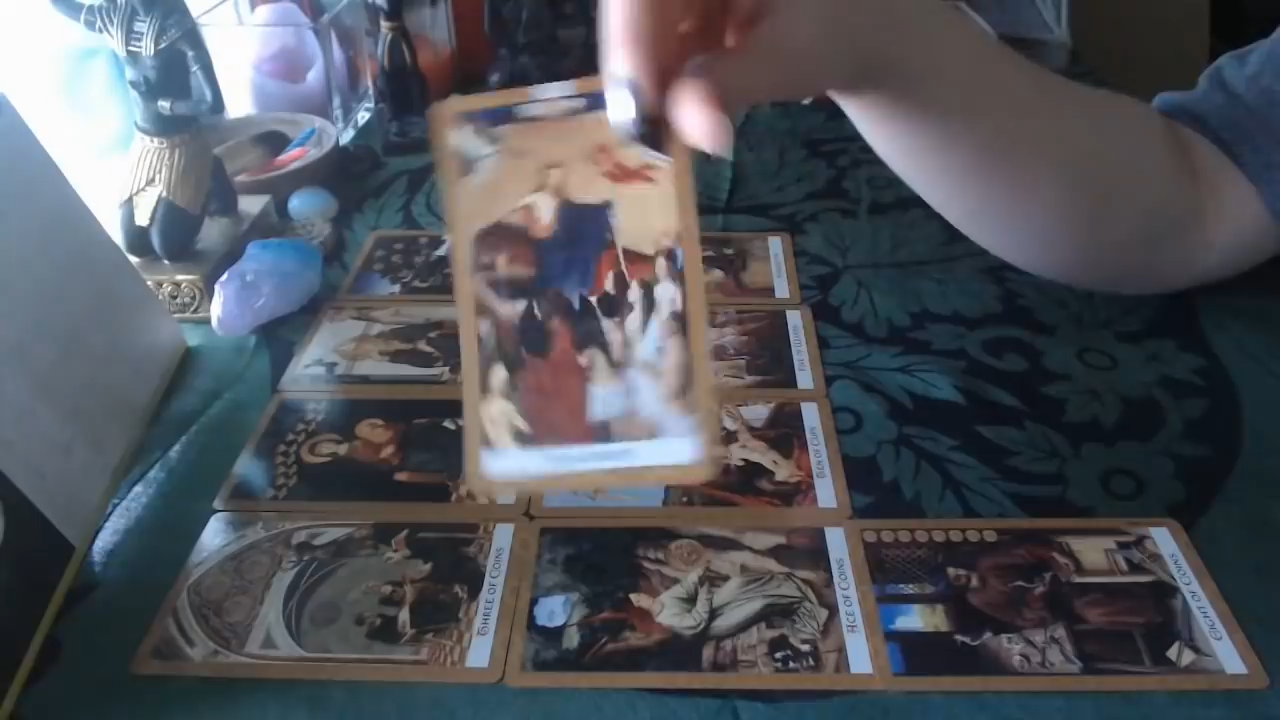 Five of Wands
Ten of Cups
Three of Coins
Ace of Coins
Eight of Coins